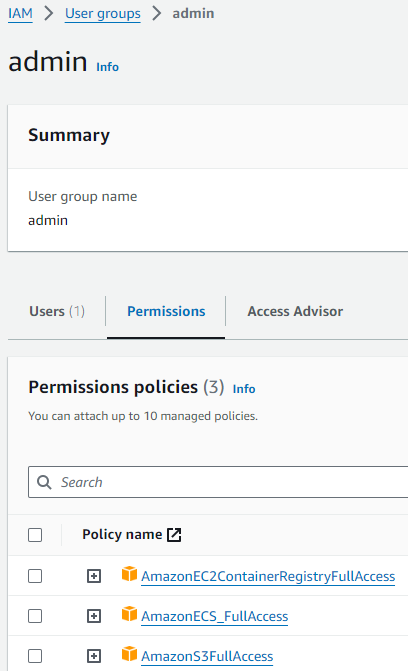 IAM > User groups > admin
admin Info
Summary
User group name
admin
Users (1) Permissions Access Advisor
Permissions policies (3) Info
You can attach up to 10 managed policies.
Search
Policy name
AmazonEC2ContainerRegistryFullAccess
AmazonECS_FullAccess
AmazonS3FullAccess